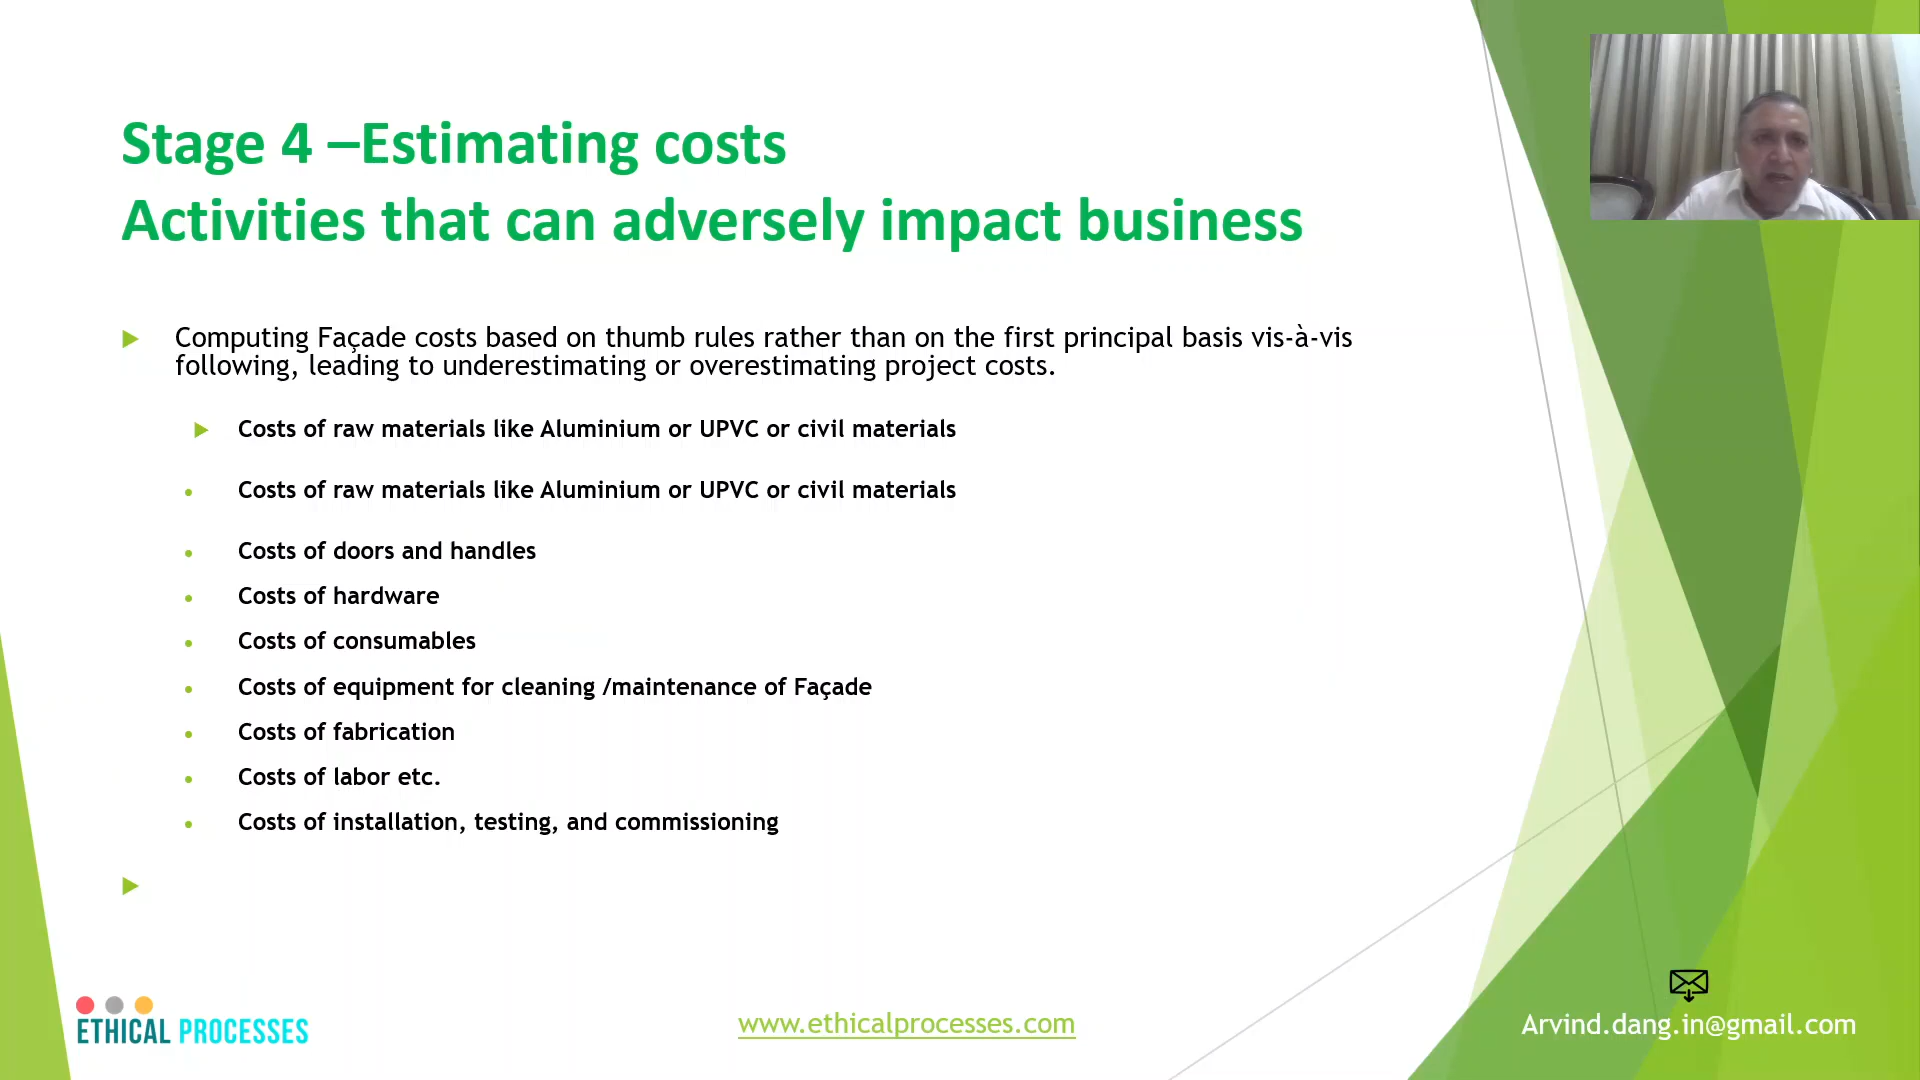 Stage 4 –Estimating costs
Activities that can adversely impact business
Computing Façade costs based on thumb rules rather than on the first principal basis vis-à-vis
following, leading to underestimating or overestimating project costs.
Costs of raw materials like Aluminium or UPVC or civil materials
Costs of raw materials like Aluminium or UPVC or civil materials
Costs of doors and handles
Costs of hardware
Costs of consumables
Costs of equipment for cleaning /maintenance of Façade
Costs of fabrication
Costs of labor etc.
Costs of installation, testing, and commissioning
ETHICAL PROCESSES
www.ethicalprocesses.com
Arvind.dang.in@gmail.com